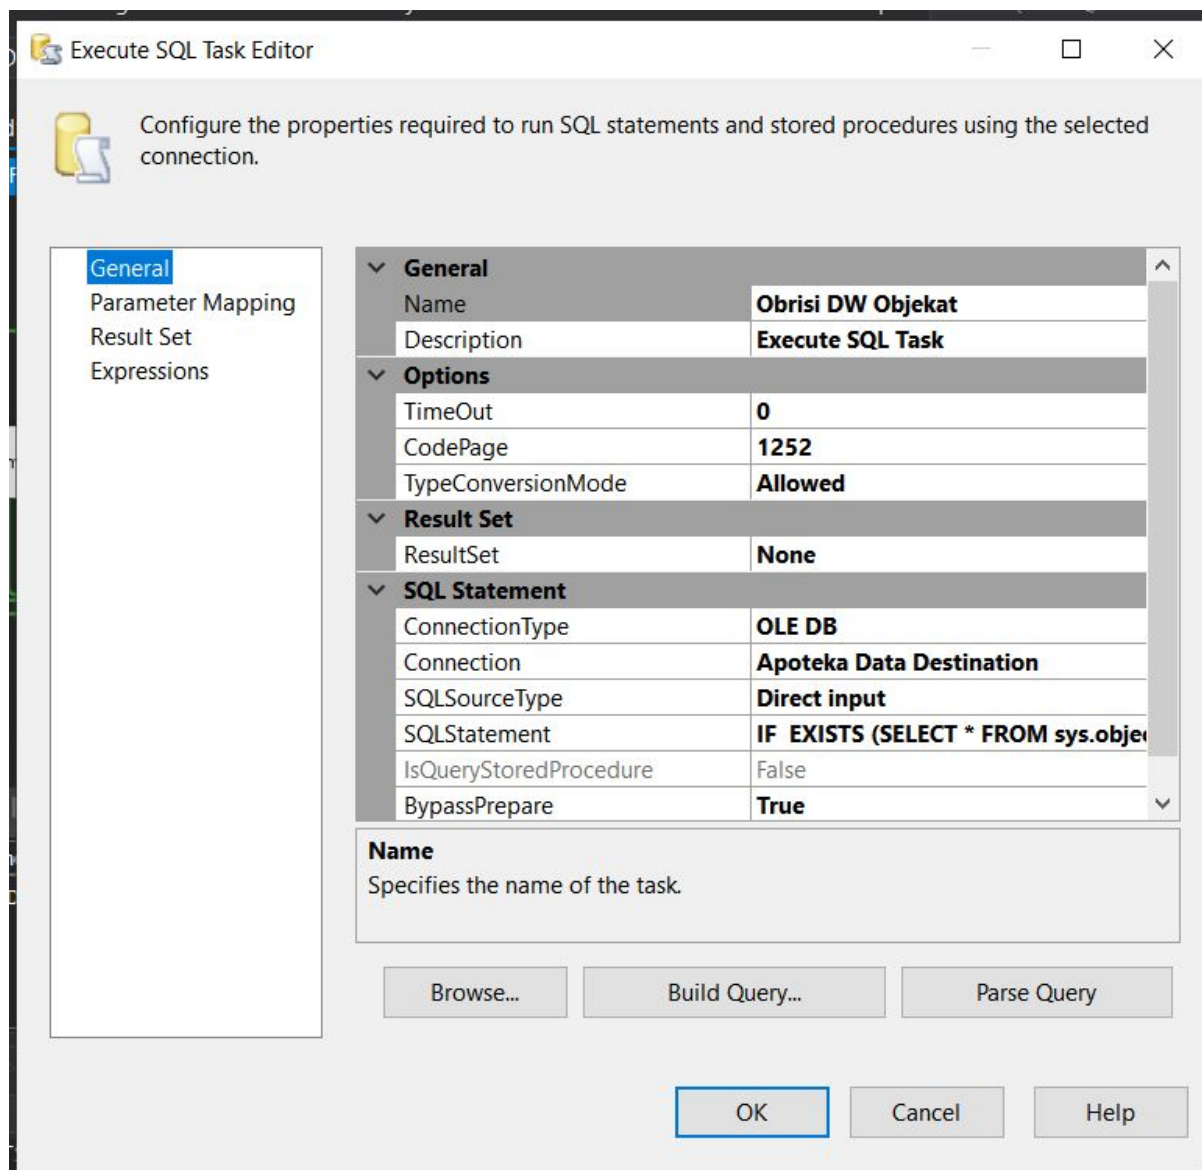 Execute SQL Task Editor
Configure the properties required to run SQL statements and stored procedures using the selected
connection.
General
Parameter Mapping
Result Set
Expressions
General
Name Obrisi DW Objekat
Description Execute SQL Task
Options
TimeOut 0
CodePage 1252
TypeConversionMode Allowed
Result Set
ResultSet None
SQL Statement
ConnectionType OLE DB
Connection Apoteka Data Destination
SQLSourceType Direct input
SQLStatement IF EXISTS (SELECT * FROM sys.objec
IsQueryStoredProcedure False
BypassPrepare True
Name
Specifies the name of the task.
Browse... Build Query... Parse Query
OK Cancel Help